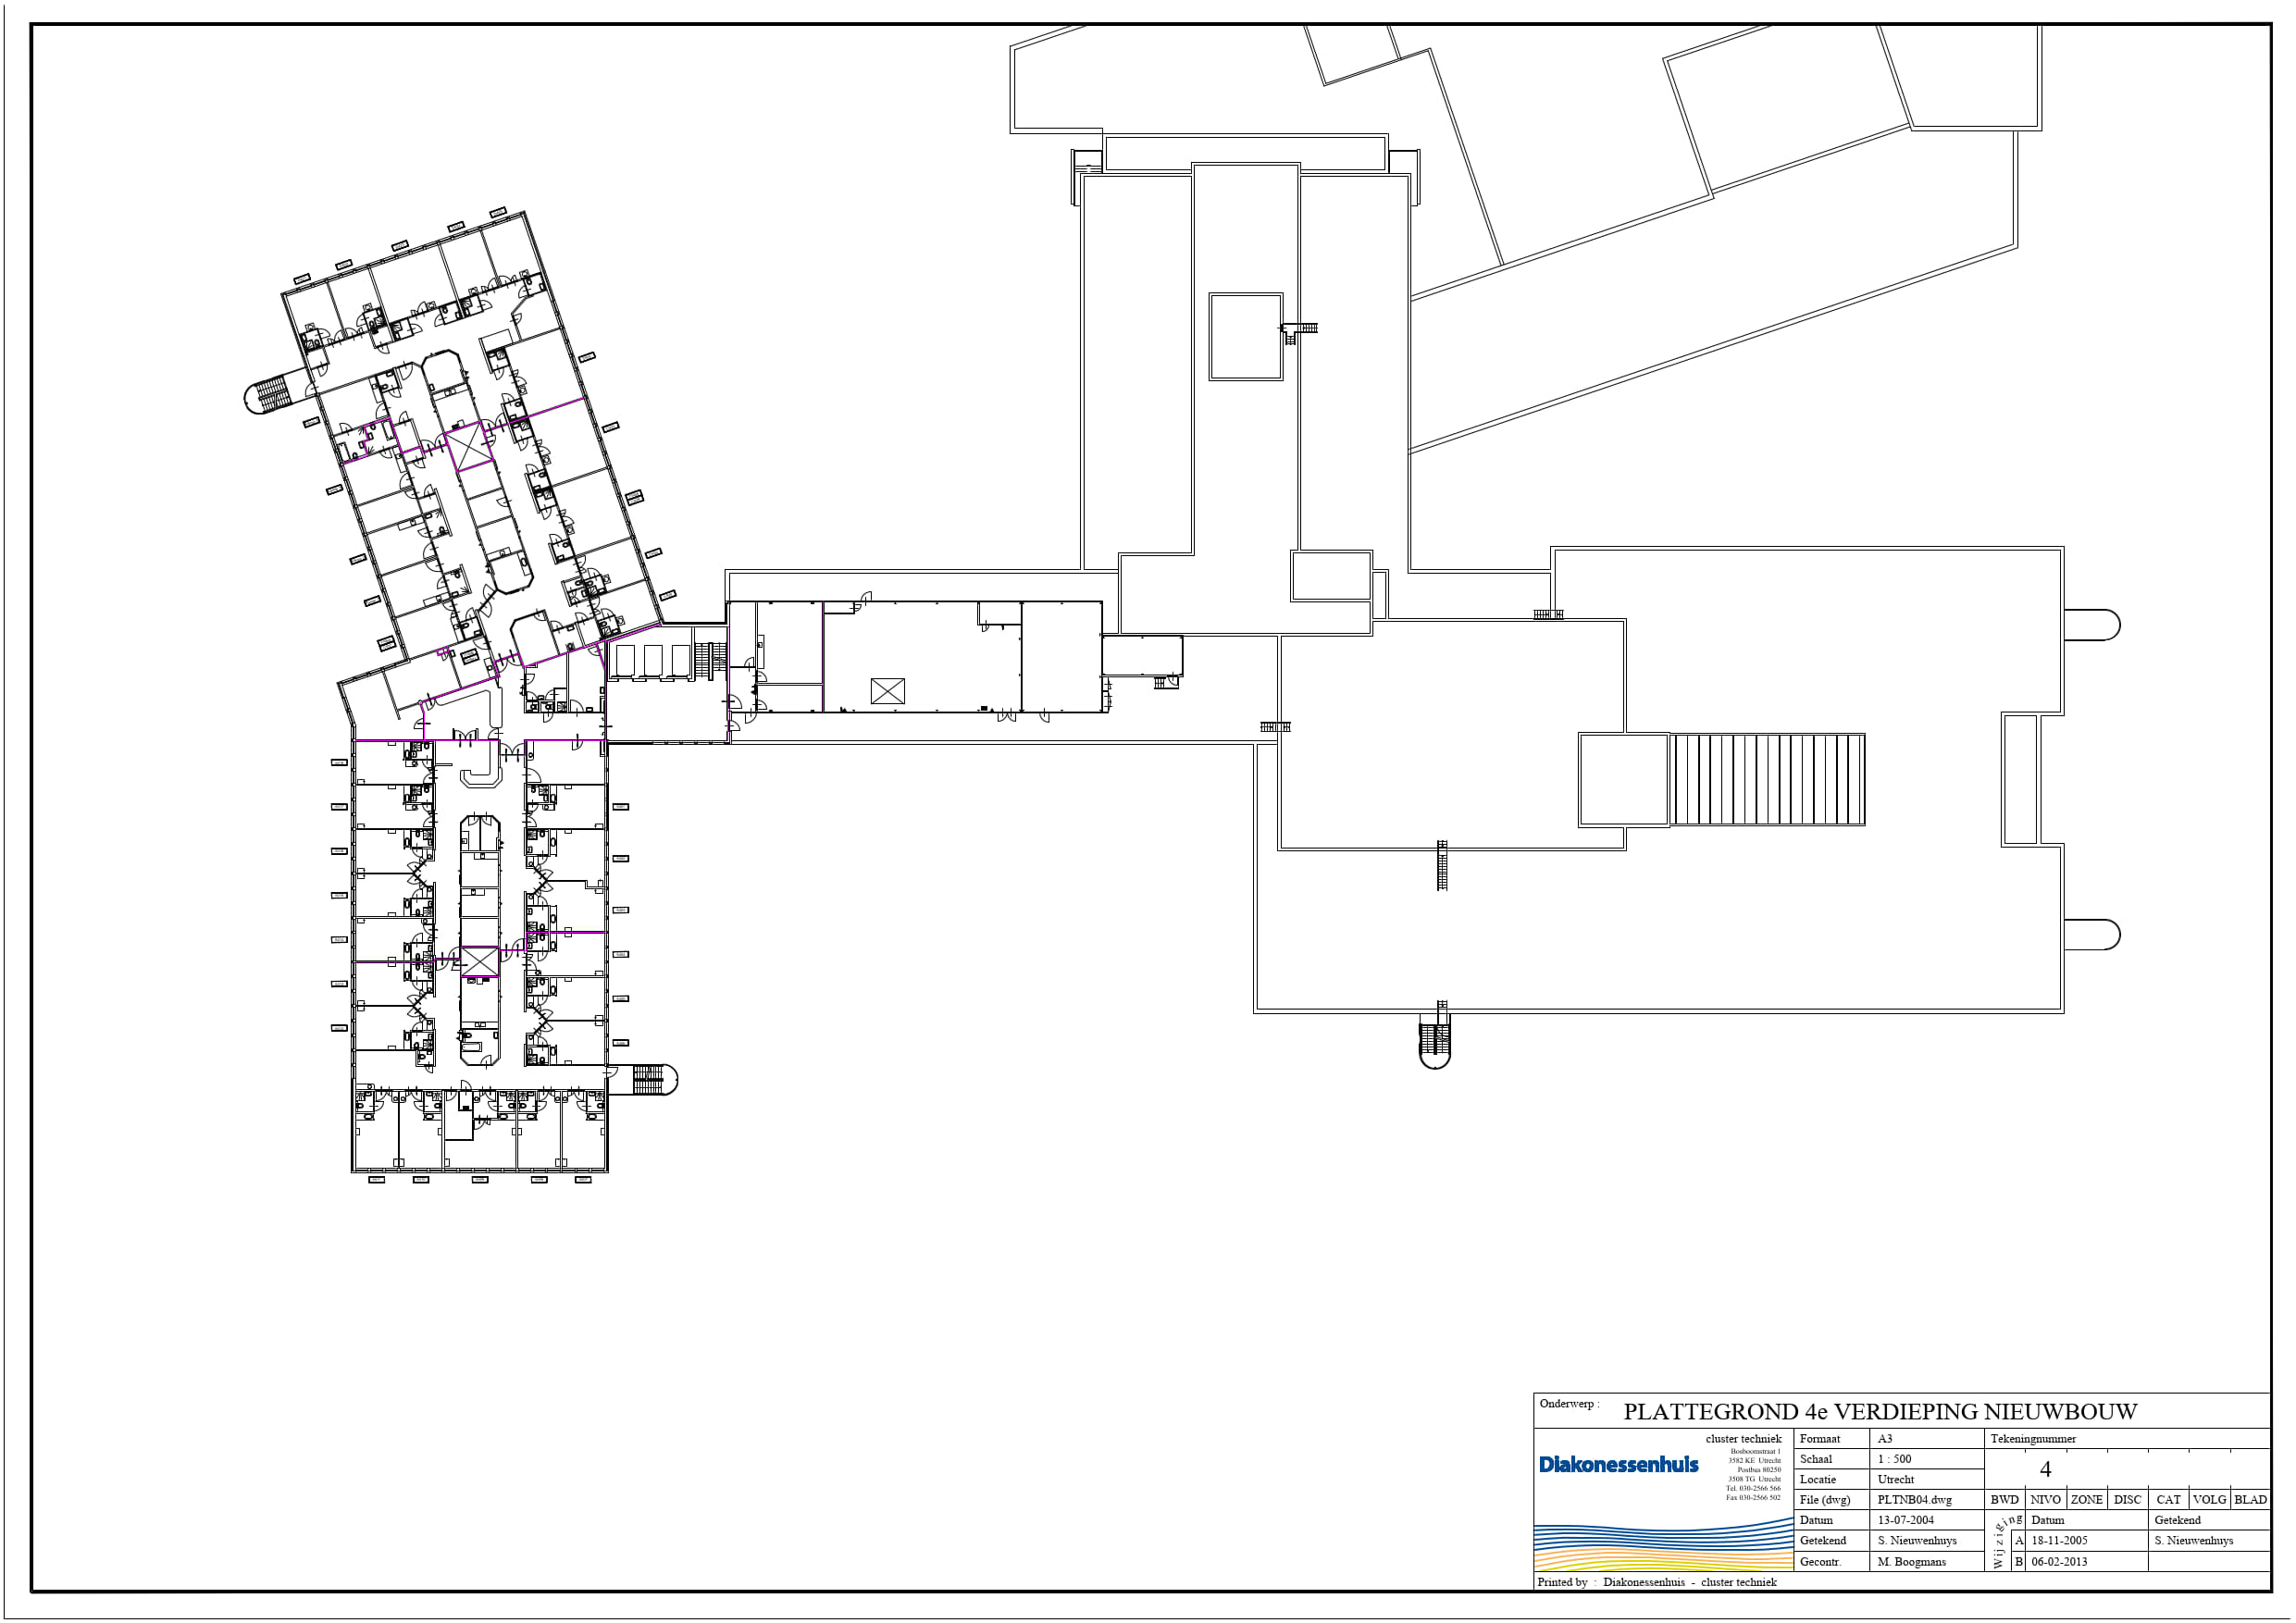 Onderwerp : PLATTEGROND 4e VERDIEPING NIEUWBOUW
Diakonessenhuis
cluster techniek
Bosboomstraat 1
3582 KE Utrecht
Postbus 80250
3508 TG Utrecht
Tel. 030-2566 566
Fax 030-2566 502
Formaat A3
Schaal 1 : 500
Locatie Utrecht
File (dwg) PLTNB04.dwg
Datum 13-07-2004
Getekend S. Nieuwenhuys
Gecontr. M. Boogmans
Tekeningnummer
4
BWD NIVO ZONE DISC CAT VOLG BLAD
Wijziging Datum Getekend
A 18-11-2005 S. Nieuwenhuys
B 06-02-2013
Printed by : Diakonessenhuis - cluster techniek